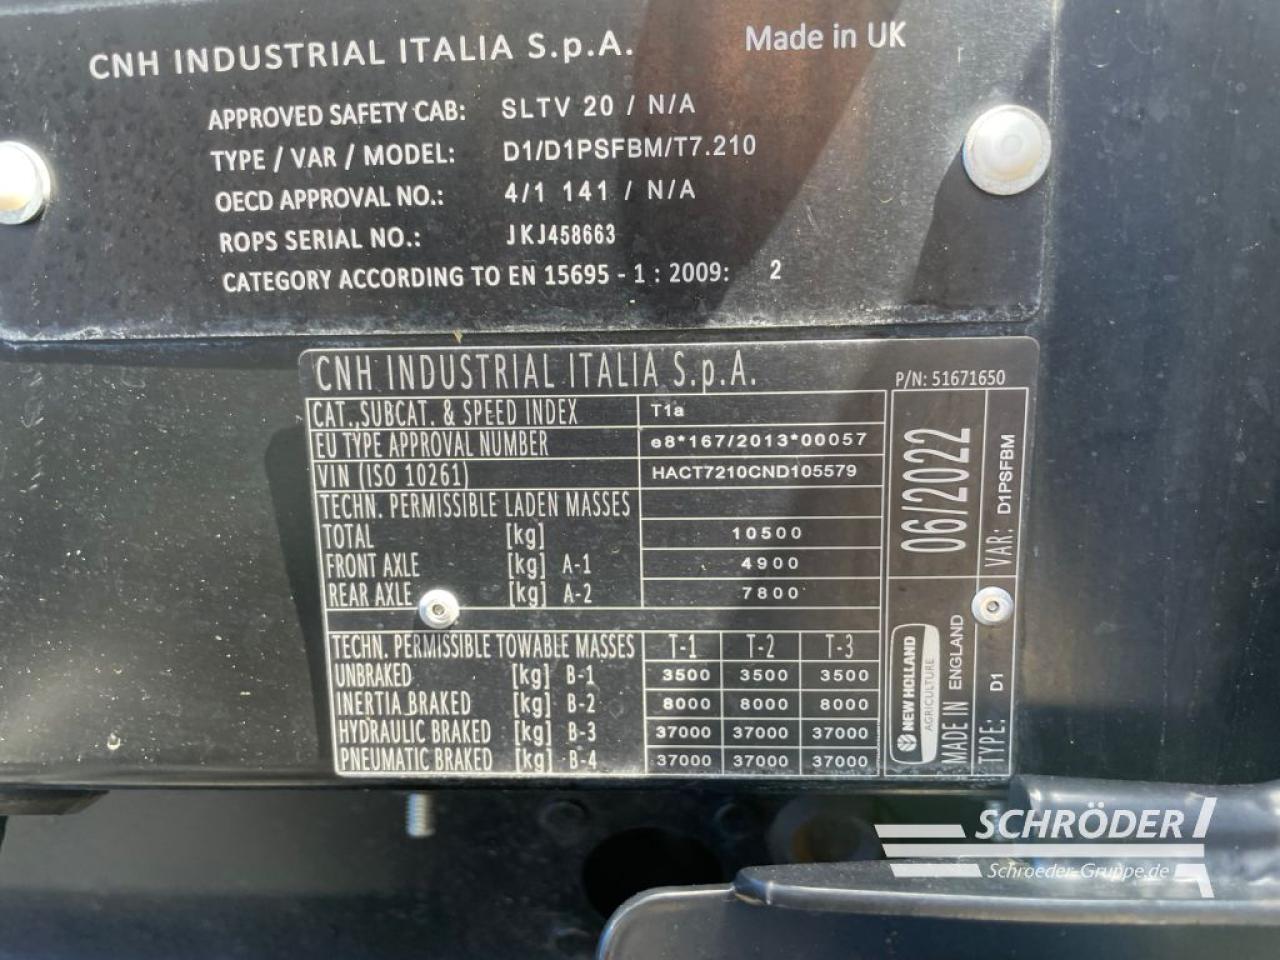 CNH INDUSTRIAL ITALIA S.p.A. Made in UK
APPROVED SAFETY CAB: SLTV 20 / N/A
TYPE / VAR / MODEL: D1/D1PSFBM/T7.210
OECD APPROVAL NO.: 4/1 141 / N/A
ROPS SERIAL NO.: JKJ458663
CATEGORY ACCORDING TO EN 15695 - 1 : 2009: 2
CNH INDUSTRIAL ITALIA S.p.A. P/N: 51671650
CAT.,SUBCAT. & SPEED INDEX T1a
EU TYPE APPROVAL NUMBER e8*167/2013*00057
VIN (ISO 10261) HACT7210CND105579
TECHN. PERMISSIBLE LADEN MASSES
TOTAL [kg] 10500
FRONT AXLE [kg] A-1 4900
REAR AXLE [kg] A-2 7800
TECHN. PERMISSIBLE TOWABLE MASSES T-1 T-2 T-3
UNBRAKED [kg] B-1 3500 3500 3500
INERTIA BRAKED [kg] B-2 8000 8000 8000
HYDRAULIC BRAKED [kg] B-3 37000 37000 37000
PNEUMATIC BRAKED [kg] B-4 37000 37000 37000
06/2022
VAR: D1PSFBM
NEW HOLLAND
AGRICULTURE
MADE IN ENGLAND
TYPE: D1
SCHRÖDER
Schroeder-Gruppe.de